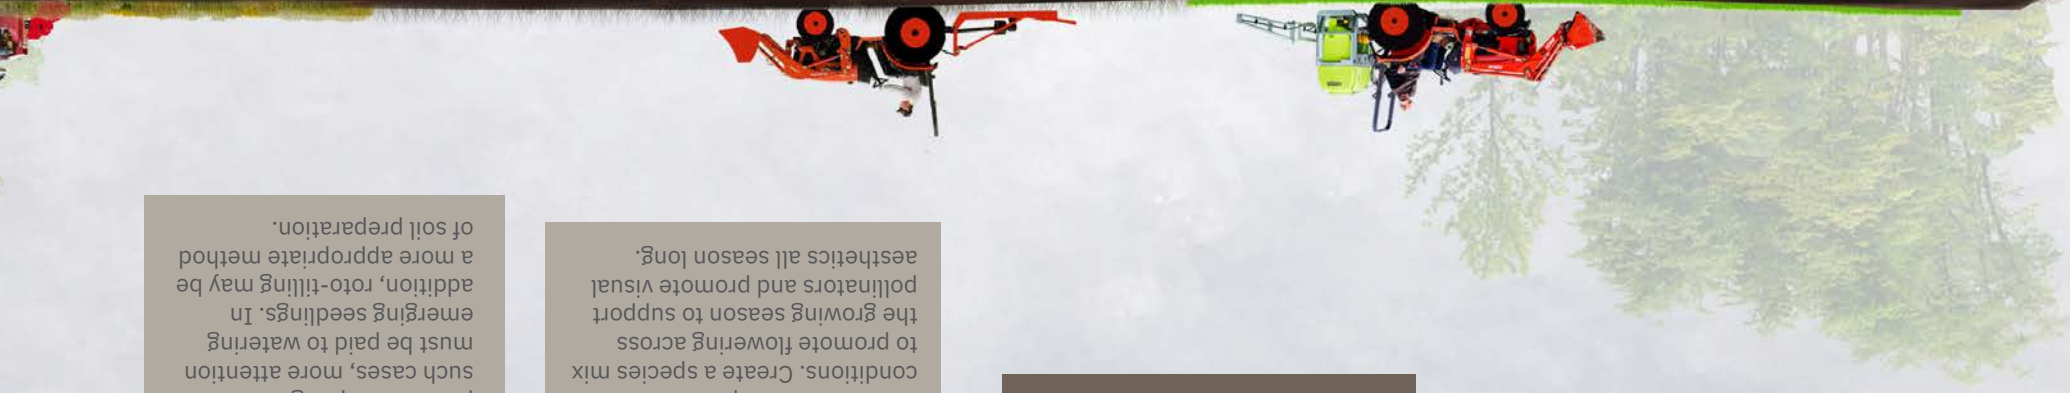 conditions. Create a species mix
to promote flowering across
the growing season to support
pollinators and promote visual
aesthetics all season long.
such cases, more attention
must be paid to watering
emerging seedlings. In
addition, roto-tilling may be
a more appropriate method
of soil preparation.